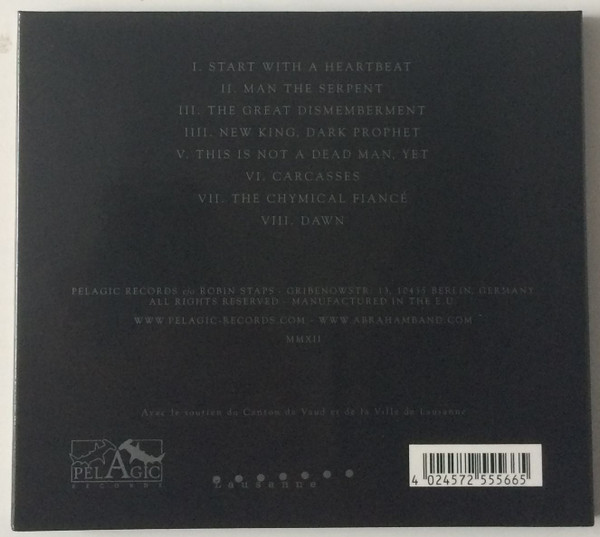 I. START WITH A HEARTBEAT
II. MAN THE SERPENT
III. THE GREAT DISMEMBERMENT
IIII. NEW KING, DARK PROPHET
V. THIS IS NOT A DEAD MAN, YET
VI. CARCASSES
VII. THE CHYMICAL FIANCÉ
VIII. DAWN
PELAGIC RECORDS c/o ROBIN STAPS - GRIBENOWSTR. 13, 10435 BERLIN, GERMANY
ALL RIGHTS RESERVED - MANUFACTURED IN THE E.U.
WWW.PELAGIC-RECORDS.COM - WWW.ABRAHAMBAND.COM
MMXII
Avec le soutien du Canton de Vaud et de la Ville de Lausanne
PELAGIC
RECORDS
Lausanne
4 024572 555665